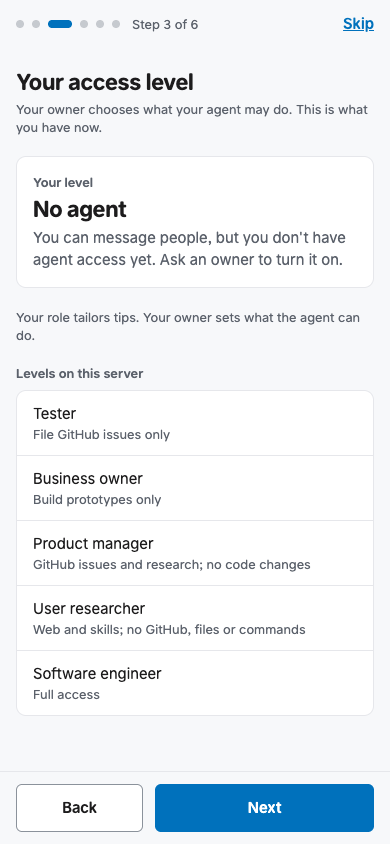 Step 3 of 6
Skip
Your access level
Your owner chooses what your agent may do. This is what
you have now.
Your level
No agent
You can message people, but you don't have
agent access yet. Ask an owner to turn it on.
Your role tailors tips. Your owner sets what the agent can
do.
Levels on this server
Tester
File GitHub issues only
Business owner
Build prototypes only
Product manager
GitHub issues and research; no code changes
User researcher
Web and skills; no GitHub, files or commands
Software engineer
Full access
Back
Next